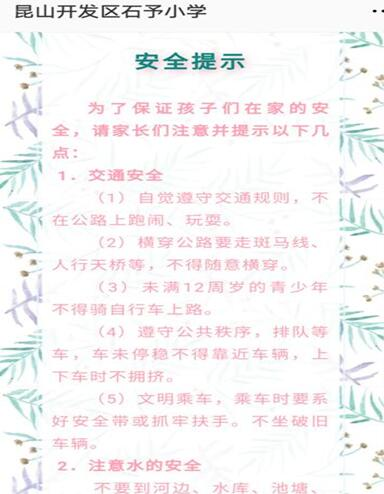 昆山开发区石予小学
安全提示
为了保证孩子们在家的安
全，请家长们注意并提示以下几
点：
1．交通安全
（1）自觉遵守交通规则，不
在公路上跑闹、玩耍。
（2）横穿公路要走斑马线、
人行天桥等，不得随意横穿。
（3）未满12周岁的青少年
不得骑自行车上路。
（4）遵守公共秩序，排队等
车，车未停稳不得靠近车辆，上
下车时不拥挤。
（5）文明乘车，乘车时要系
好安全带或抓牢扶手。不坐破旧
车辆。
2．注意水的安全
不要到河边、水库、池塘、